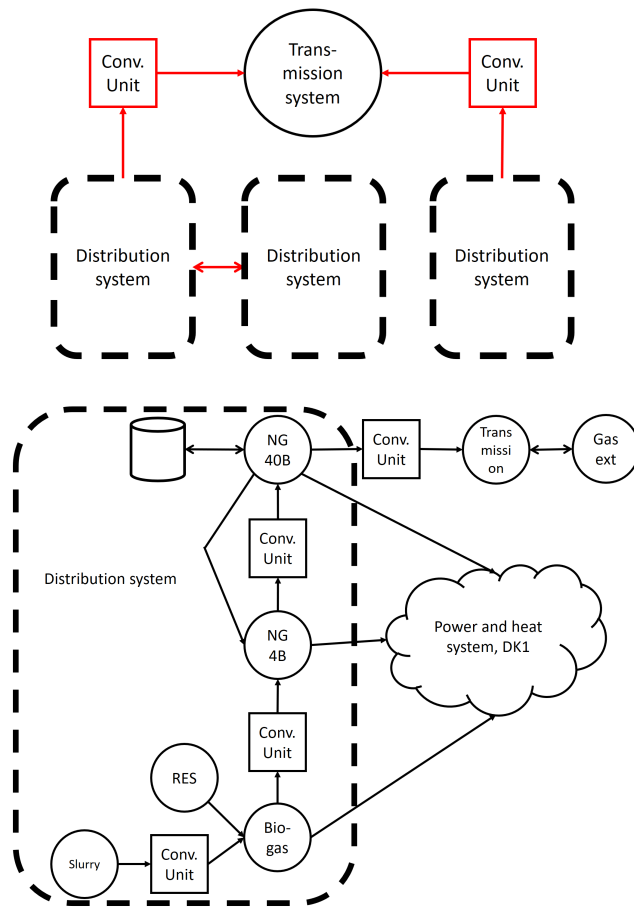 Conv.
Unit
Trans-
mission
system
Conv.
Unit
Distribution
system
Distribution
system
Distribution
system
NG
40B
Conv.
Unit
Trans
missi
on
Gas
ext
Conv.
Unit
Distribution system
NG
4B
Power and heat
system, DK1
Conv.
Unit
RES
Bio-
gas
Slurry
Conv.
Unit